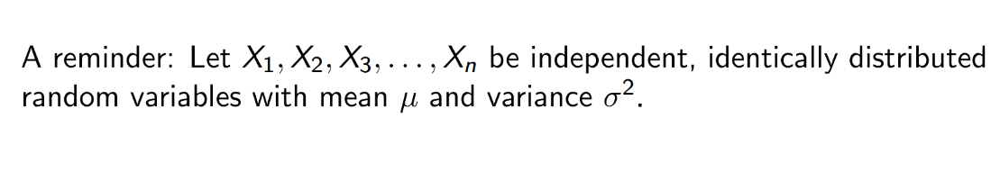 A reminder: Let X₁, X₂, X₃, . . . , Xₙ be independent, identically distributed
random variables with mean μ and variance σ².